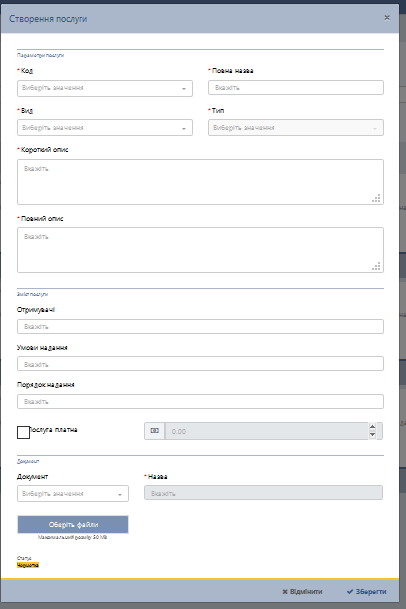 Створення послуги
×
Параметри послуги
* Код
* Повна назва
Виберіть значення
Вкажіть
* Вид
* Тип
Виберіть значення
Виберіть значення
* Короткий опис
Вкажіть
* Повний опис
Вкажіть
Зміст послуги
Отримувачі
Вкажіть
Умови надання
Вкажіть
Порядок надання
Вкажіть
Послуга платна
0.00
Документ
Документ
* Назва
Виберіть значення
Вкажіть
Оберіть файли
Максимальний розмір: 50 МБ
Статус
Чернетка
✖ Відмінити
✔ Зберегти